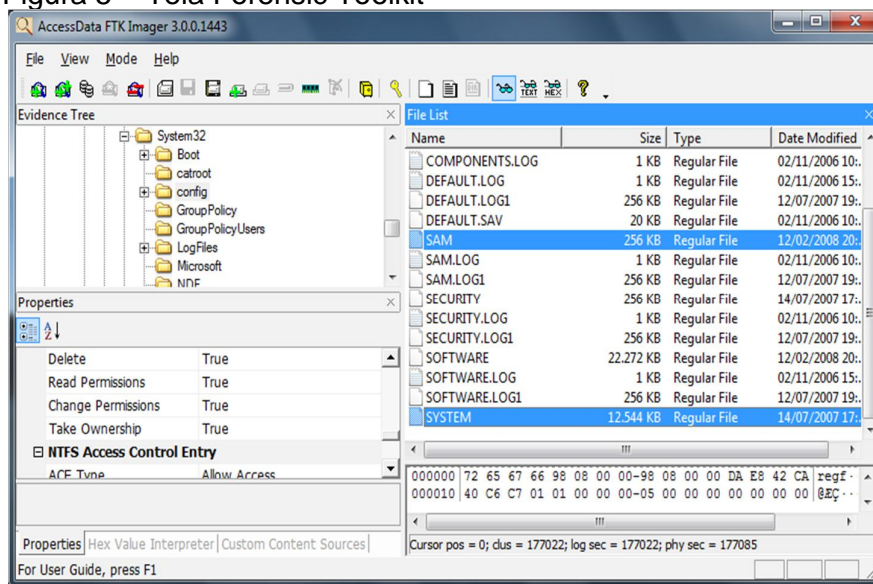 AccessData FTK Imager 3.0.0.1443
File View Mode Help
TEXT HEX
Evidence Tree
System32
Boot
catroot
config
GroupPolicy
GroupPolicyUsers
LogFiles
Microsoft
Properties
Delete True
Read Permissions True
Change Permissions True
Take Ownership True
NTFS Access Control Entry
ACE Type Allow Access
Properties Hex Value Interpreter Custom Content Sources
File List
Name Size Type Date Modified
COMPONENTS.LOG 1 KB Regular File 02/11/2006 10:..
DEFAULT.LOG 1 KB Regular File 02/11/2006 15:..
DEFAULT.LOG1 256 KB Regular File 12/07/2007 19:..
DEFAULT.SAV 20 KB Regular File 02/11/2006 10:..
SAM 256 KB Regular File 12/02/2008 20:..
SAM.LOG 1 KB Regular File 02/11/2006 10:..
SAM.LOG1 256 KB Regular File 12/07/2007 19:..
SECURITY 256 KB Regular File 14/07/2007 17:..
SECURITY.LOG 1 KB Regular File 02/11/2006 10:..
SECURITY.LOG1 256 KB Regular File 12/07/2007 19:..
SOFTWARE 22.272 KB Regular File 12/02/2008 20:..
SOFTWARE.LOG 1 KB Regular File 02/11/2006 15:..
SOFTWARE.LOG1 256 KB Regular File 12/07/2007 19:..
SYSTEM 12.544 KB Regular File 14/07/2007 17:..
000000 72 65 67 66 98 08 00 00-98 08 00 00 DA E8 42 CA regf·
000010 40 C6 C7 01 01 00 00 00-05 00 00 00 00 00 00 00 @ÆÇ··
Cursor pos = 0; clus = 177022; log sec = 177022; phy sec = 177085
For User Guide, press F1